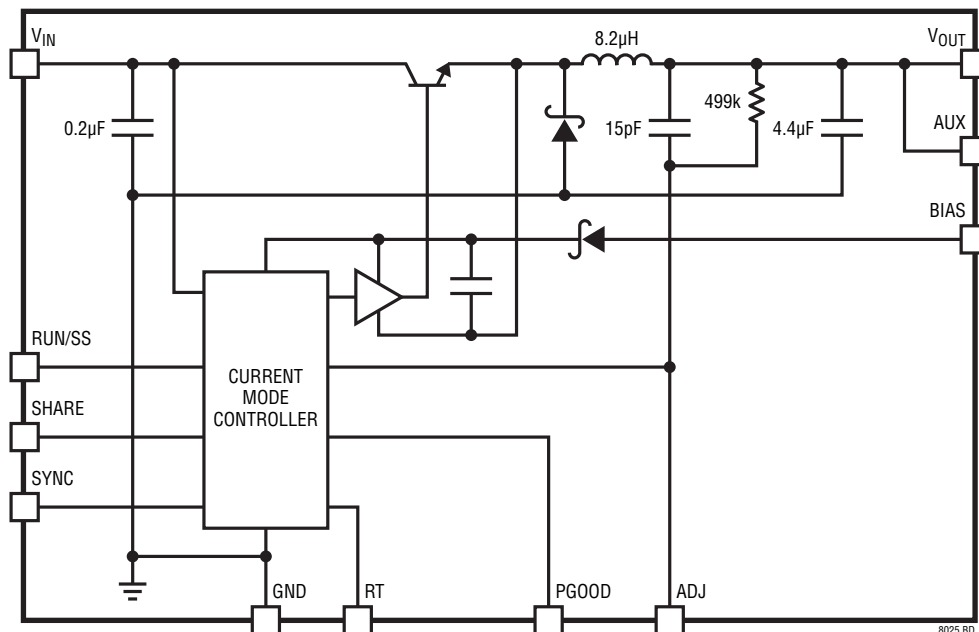 VIN
8.2µH
VOUT
0.2µF
15pF
499k
4.4µF
AUX
BIAS
RUN/SS
SHARE
SYNC
CURRENT
MODE
CONTROLLER
GND
RT
PGOOD
ADJ
8025 BD